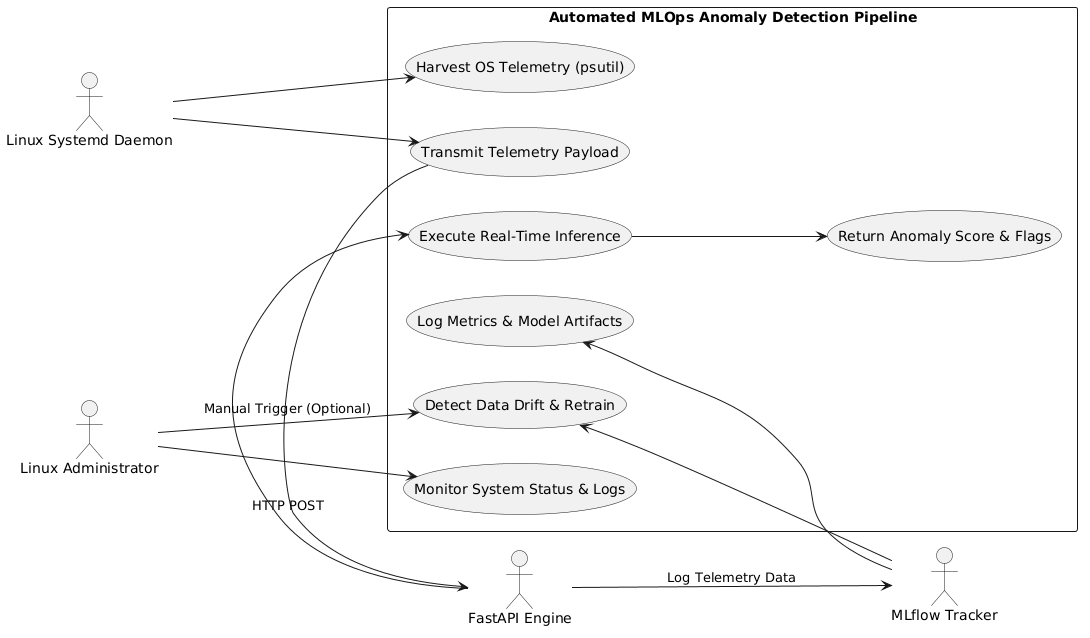 Automated MLOps Anomaly Detection Pipeline
Harvest OS Telemetry (psutil)
Linux Systemd Daemon
Transmit Telemetry Payload
Execute Real-Time Inference
Return Anomaly Score & Flags
Log Metrics & Model Artifacts
Manual Trigger (Optional)
Detect Data Drift & Retrain
Linux Administrator
Monitor System Status & Logs
HTTP POST
Log Telemetry Data
FastAPI Engine
MLflow Tracker